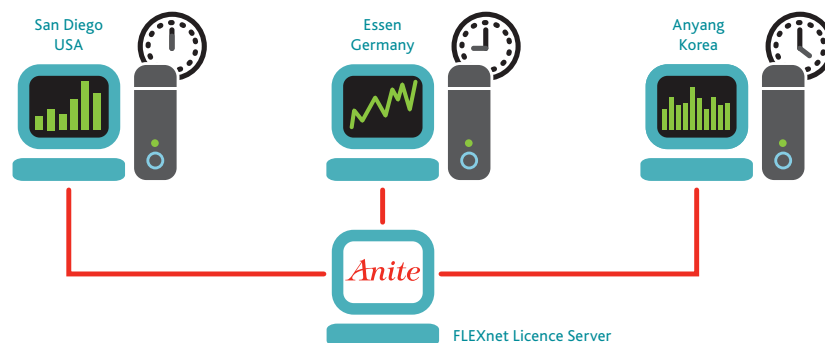 San Diego
USA
Essen
Germany
Anyang
Korea
Anite
FLEXnet Licence Server